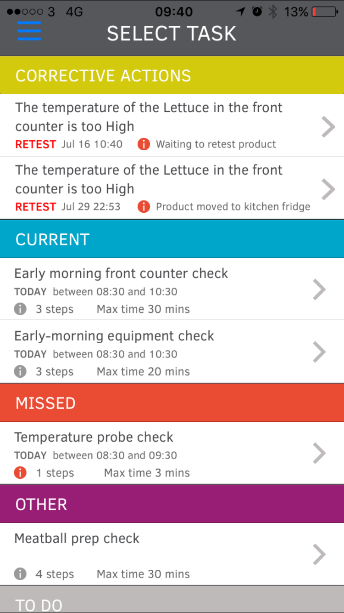 3 4G 09:40 13%
SELECT TASK
CORRECTIVE ACTIONS
The temperature of the Lettuce in the front
counter is too High
RETEST Jul 16 10:40 Waiting to retest product
The temperature of the Lettuce in the front
counter is too High
RETEST Jul 29 22:53 Product moved to kitchen fridge
CURRENT
Early morning front counter check
TODAY between 08:30 and 10:30
3 steps Max time 30 mins
Early-morning equipment check
TODAY between 08:30 and 10:30
3 steps Max time 20 mins
MISSED
Temperature probe check
TODAY between 08:30 and 09:30
1 steps Max time 3 mins
OTHER
Meatball prep check
4 steps Max time 30 mins
TO DO